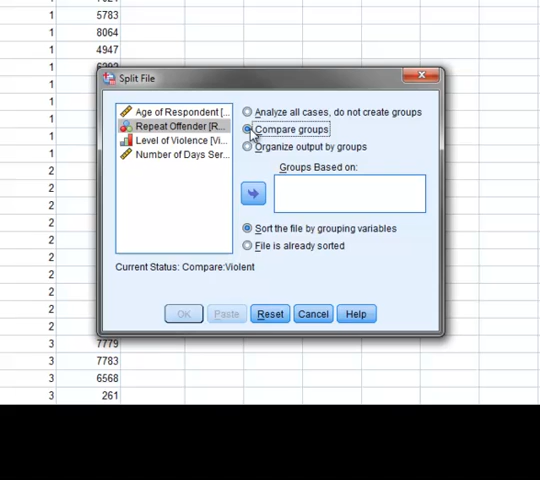 5783
1 8064
1 4947
Split File
Age of Respondent [...
Repeat Offender [R...
Level of Violence [Vi...
Number of Days Ser...
Analyze all cases, do not create groups
Compare groups
Organize output by groups
Groups Based on:
Sort the file by grouping variables
File is already sorted
Current Status: Compare:Violent
OK Paste Reset Cancel Help
1
1
1
1
1
1
1
2
2
2
2
2
2
2
2
2
2
3 7779
3 7783
3 6568
3 261